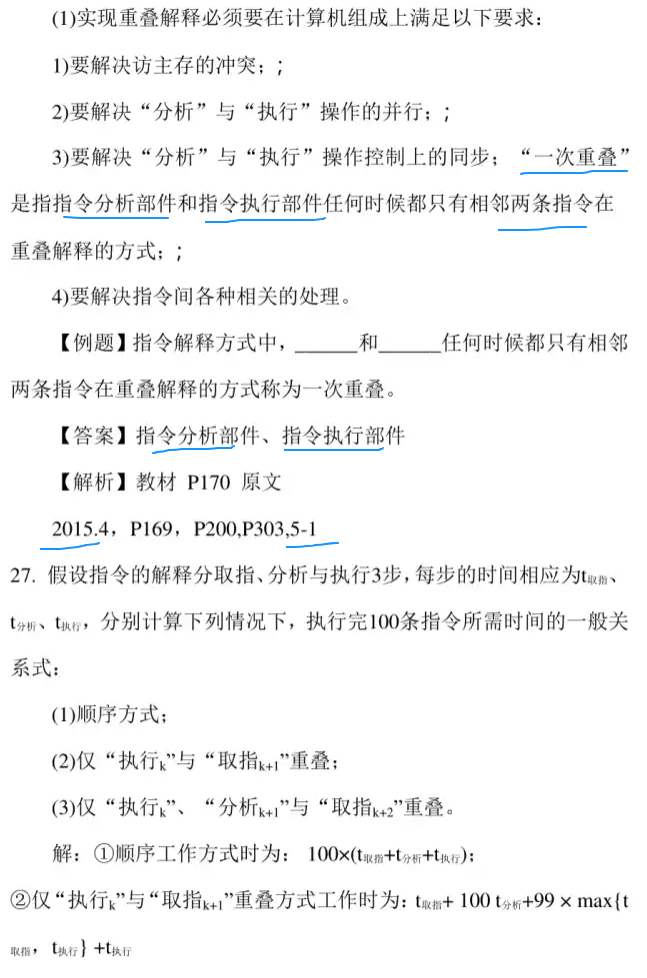 (1)实现重叠解释必须要在计算机组成上满足以下要求：
1)要解决访主存的冲突；;
2)要解决“分析”与“执行”操作的并行；;
3)要解决“分析”与“执行”操作控制上的同步；“一次重叠”
是指指令分析部件和指令执行部件任何时候都只有相邻两条指令在
重叠解释的方式；;
4)要解决指令间各种相关的处理。
【例题】指令解释方式中，______和______任何时候都只有相邻
两条指令在重叠解释的方式称为一次重叠。
【答案】指令分析部件、指令执行部件
【解析】教材 P170 原文
2015.4，P169，P200,P303,5-1
27. 假设指令的解释分取指、分析与执行3步，每步的时间相应为t取指、
t分析、t执行，分别计算下列情况下，执行完100条指令所需时间的一般关
系式：
(1)顺序方式；
(2)仅“执行k”与“取指k+1”重叠；
(3)仅“执行k”、“分析k+1”与“取指k+2”重叠。
解：①顺序工作方式时为： 100×(t取指+t分析+t执行)；
②仅“执行k”与“取指k+1”重叠方式工作时为：t取指+ 100 t分析+99 × max{t
取指，t执行} +t执行